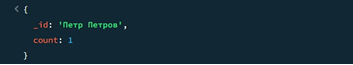 {
_id: 'Петр Петров',
count: 1
}